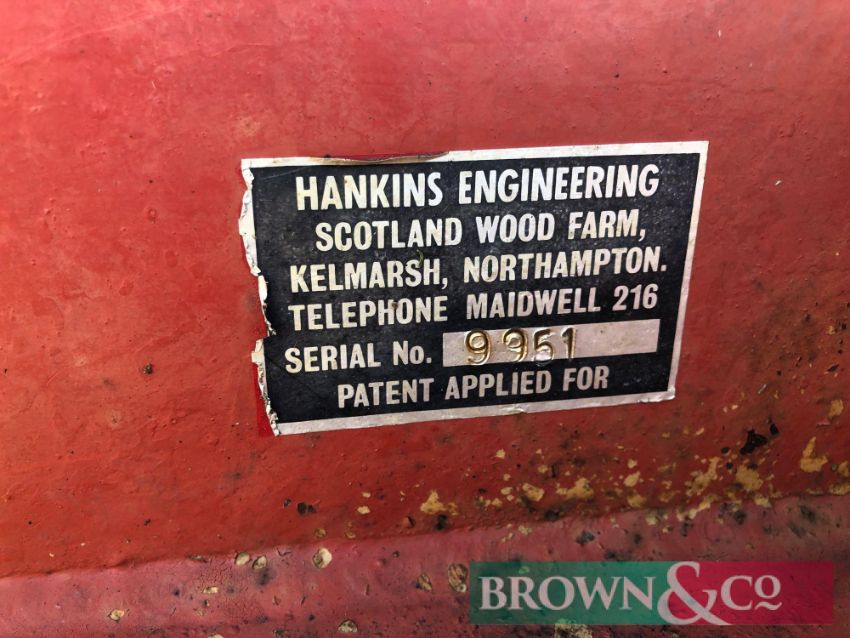 HANKINS ENGINEERING
SCOTLAND WOOD FARM,
KELMARSH, NORTHAMPTON.
TELEPHONE MAIDWELL 216
SERIAL No. 9951
PATENT APPLIED FOR
BROWN&CO